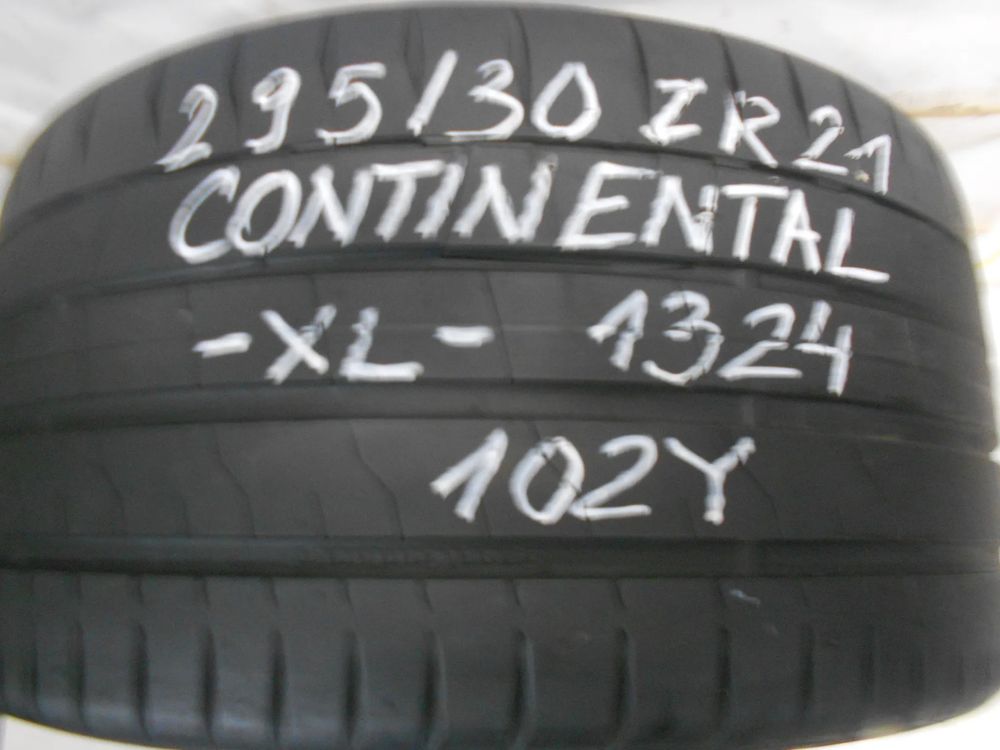 295/30 ZR21
CONTINENTAL
-XL- 1324
102Y